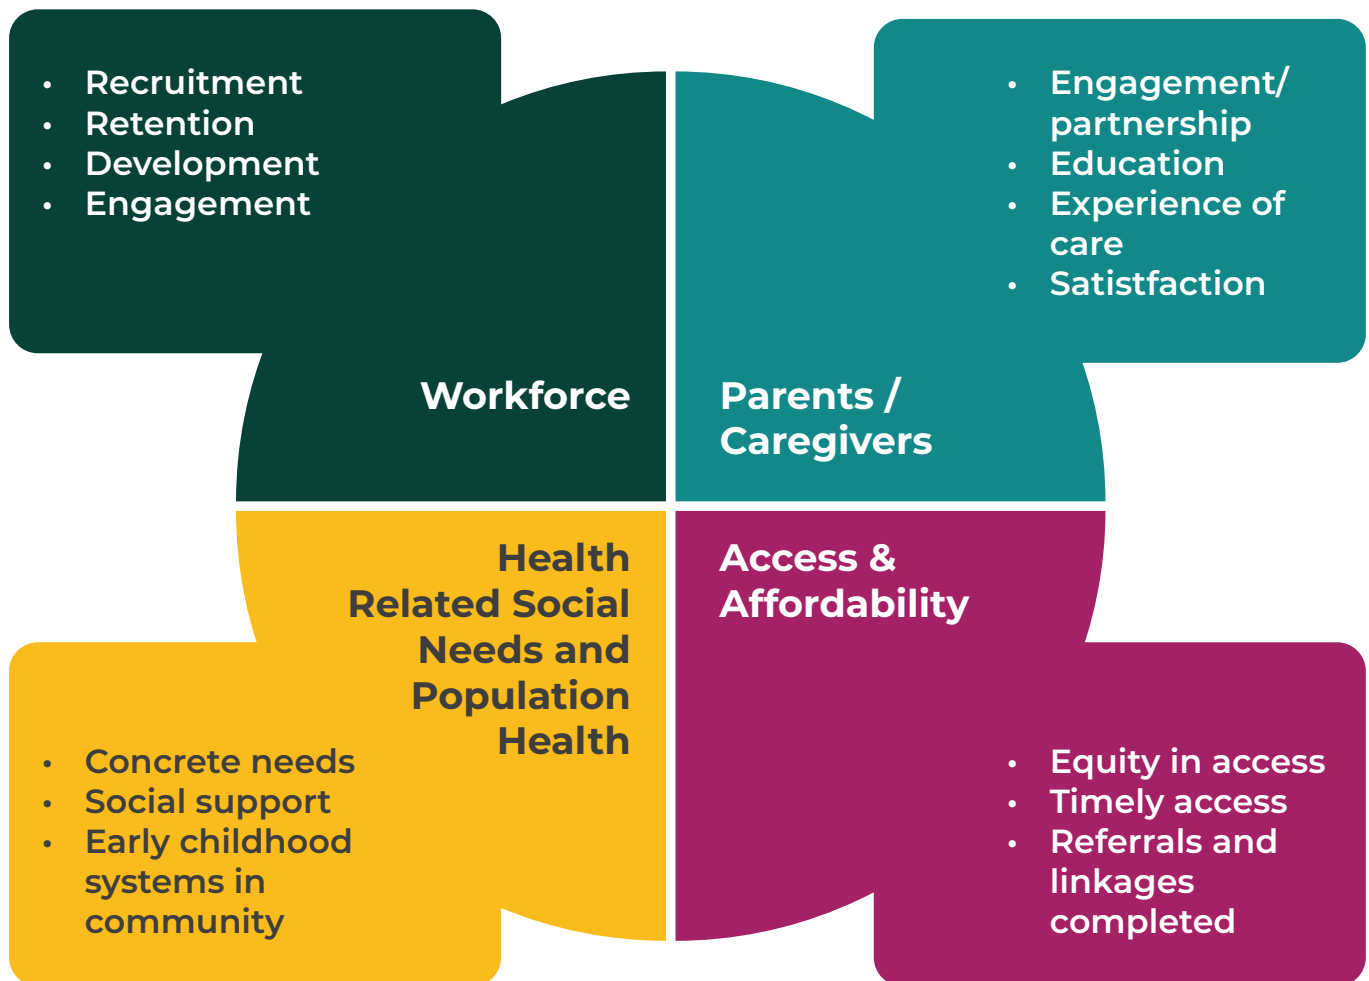 • Recruitment
• Retention
• Development
• Engagement
Workforce
• Engagement/
partnership
• Education
• Experience of
care
• Satistfaction
Parents /
Caregivers
Health
Related Social
Needs and
Population
Health
• Concrete needs
• Social support
• Early childhood
systems in
community
Access &
Affordability
• Equity in access
• Timely access
• Referrals and
linkages
completed